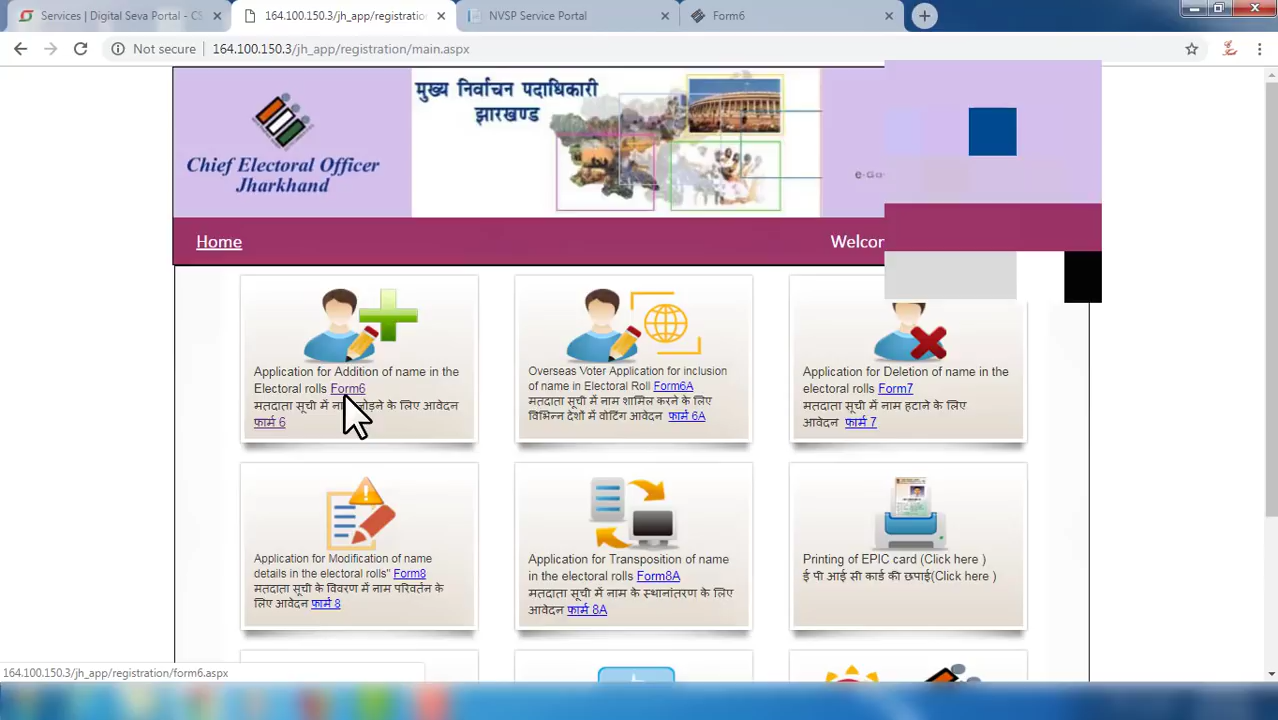 Services | Digital Seva Portal - CS
164.100.150.3/jh_app/registratio
NVSP Service Portal
Form6
Not secure
164.100.150.3/jh_app/registration/main.aspx
मुख्य निर्वाचन पदाधिकारी
झारखण्ड
Chief Electoral Officer
Jharkhand
Home
Application for Addition of name in the
Electoral rolls Form6
मतदाता सूची में जोड़ने के लिए आवेदन
फार्म 6
Overseas Voter Application for inclusion
of name in Electoral Roll Form6A
मतदाता सूची में नाम शामिल करने के लिए
विभिन्न देशों में वोटिंग आवेदन फार्म 6A
Application for Deletion of name in the
electoral rolls Form7
मतदाता सूची में नाम हटाने के लिए
आवेदन फार्म 7
Application for Modification of name
details in the electoral rolls" Form8
मतदाता सूची के विवरण में नाम परिवर्तन के
लिए आवेदन फार्म 8
Application for Transposition of name
in the electoral rolls Form8A
मतदाता सूची में नाम के स्थानांतरण के लिए
आवेदन फार्म 8A
Printing of EPIC card (Click here )
ई पी आई सी कार्ड की छपाई(Click here )
164.100.150.3/jh_app/registration/form6.aspx